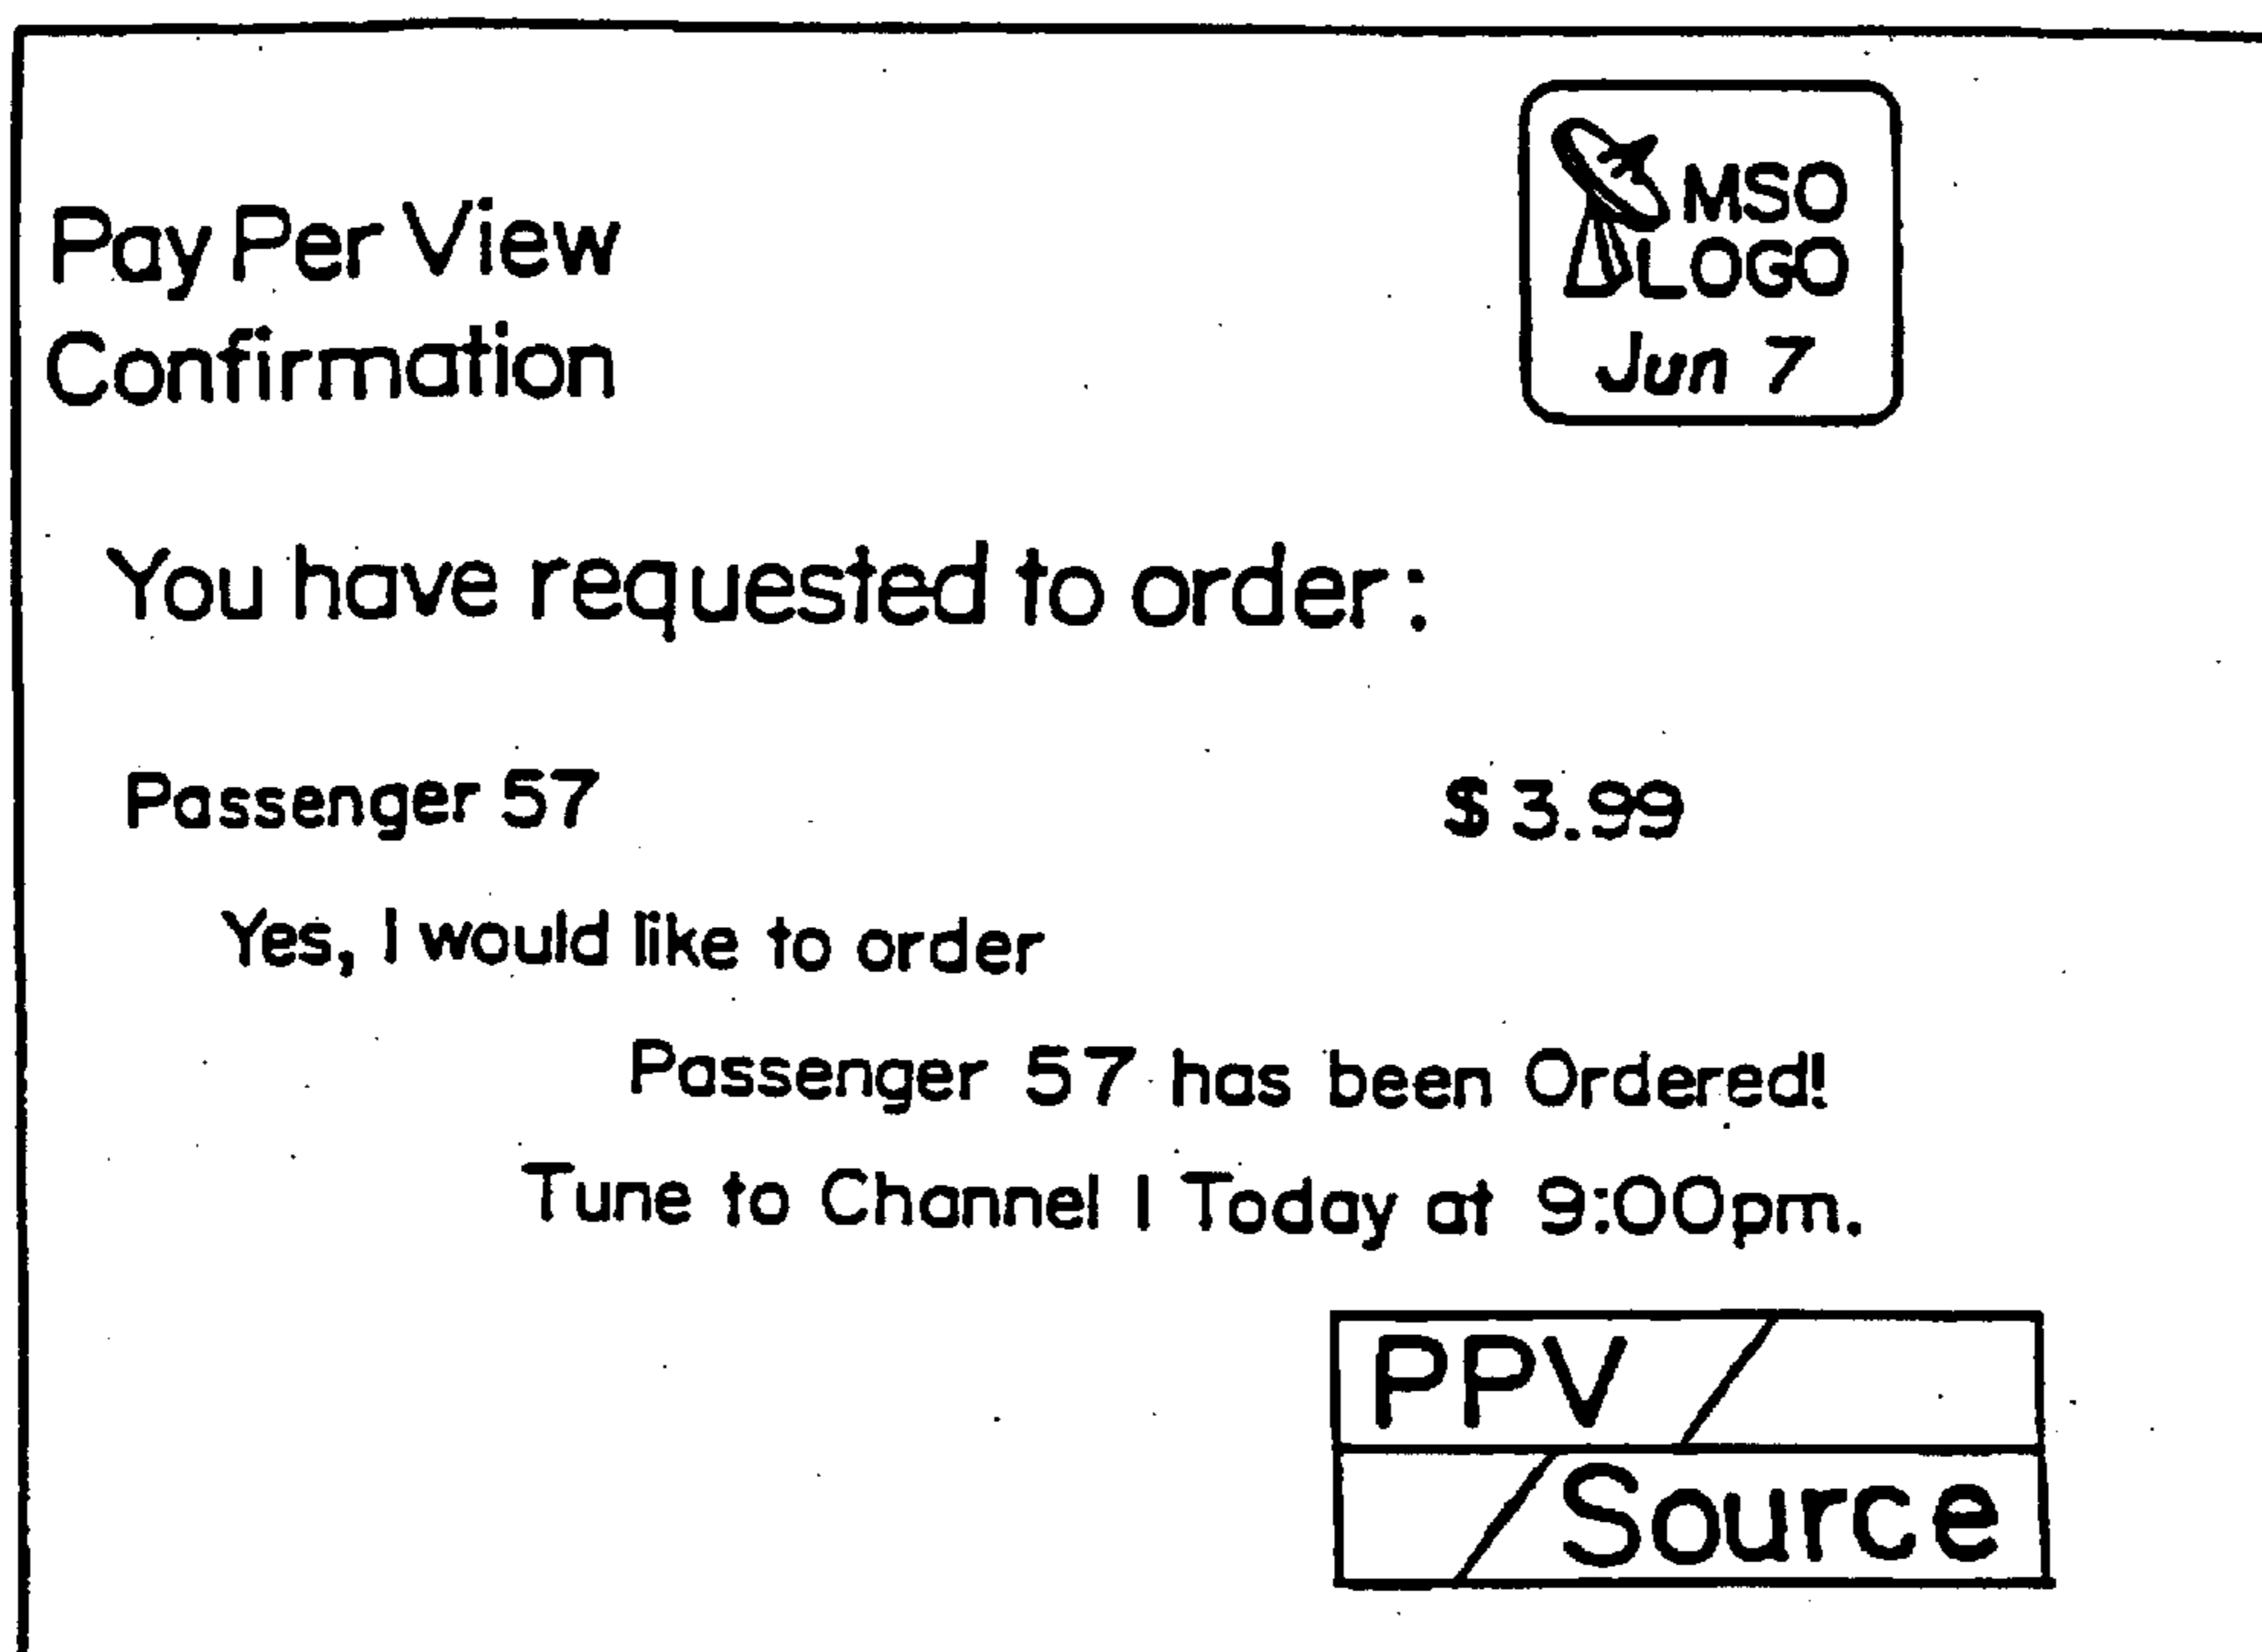 Pay Per View
Confirmation
MSO
LOGO
Jun 7
You have requested to order:
Passenger 57 $3.99
Yes, I would like to order
Passenger 57 has been Ordered!
Tune to Channel 1 Today at 9:00pm.
PPV
Source